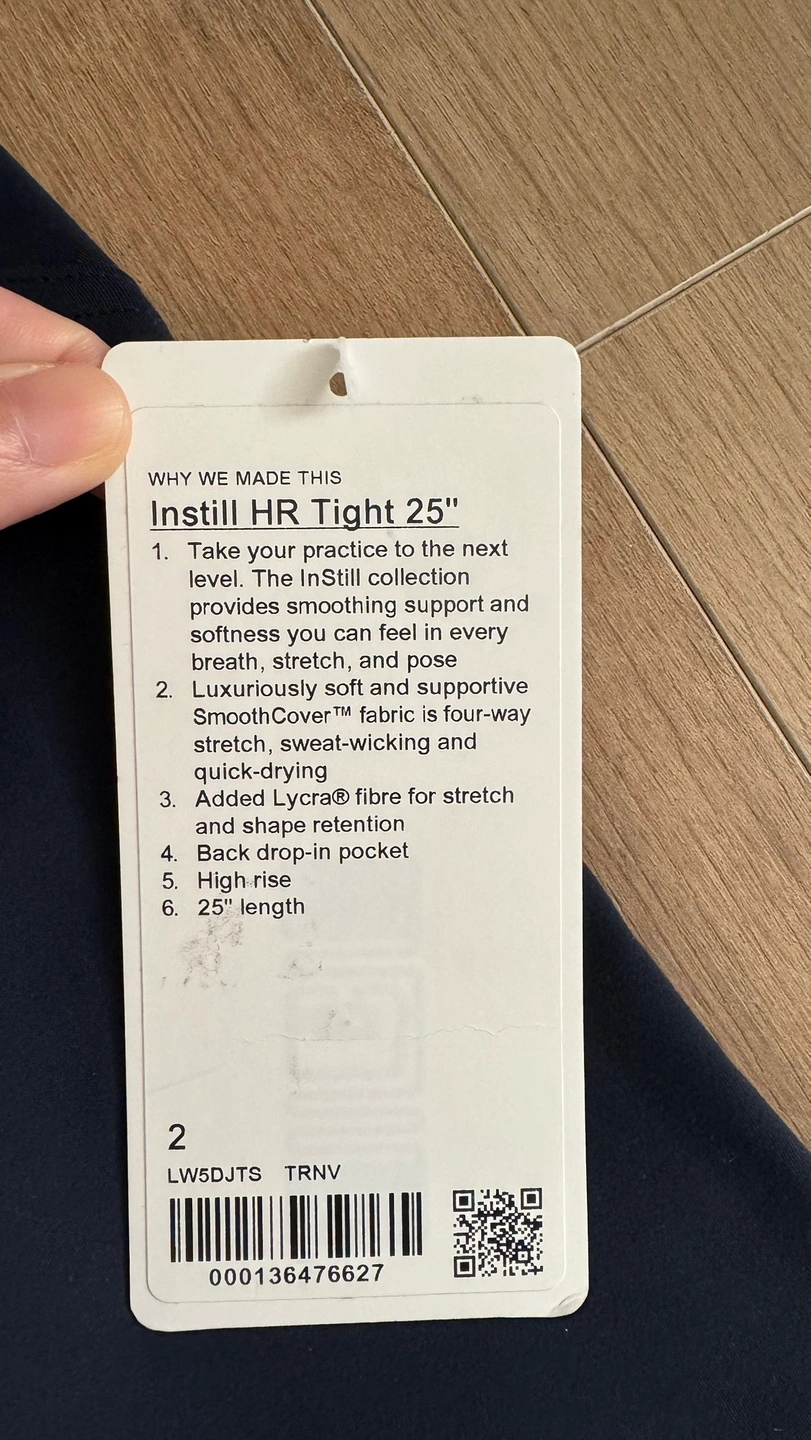 WHY WE MADE THIS
Instill HR Tight 25"
1. Take your practice to the next
level. The InStill collection
provides smoothing support and
softness you can feel in every
breath, stretch, and pose
2. Luxuriously soft and supportive
SmoothCover™ fabric is four-way
stretch, sweat-wicking and
quick-drying
3. Added Lycra® fibre for stretch
and shape retention
4. Back drop-in pocket
5. High rise
6. 25" length
2
LW5DJTS TRNV
000136476627